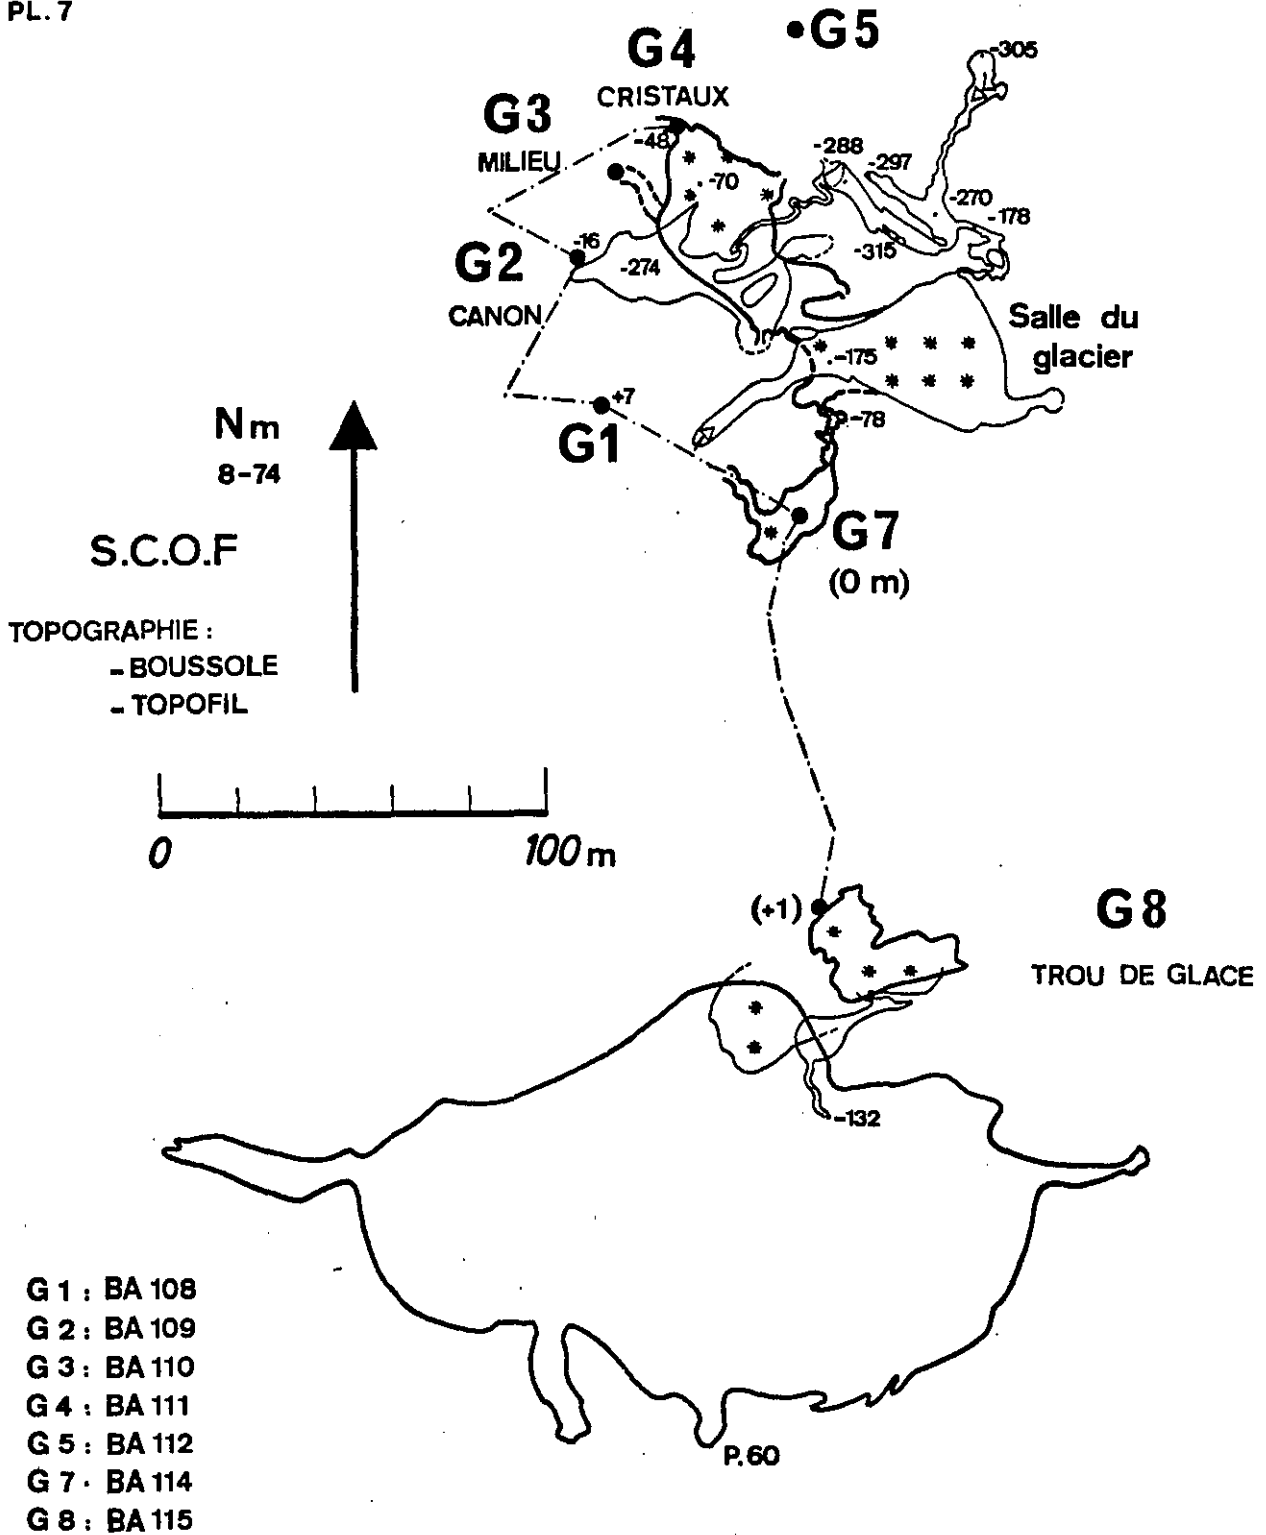 PL. 7
G5
G4
CRISTAUX
-305
G3
MILIEU
-48
-288
-297
-70
-270
-178
G2
-16
-274
-315
CANON
Salle du
glacier
-175
+7
-78
G1
Nm
8-74
G7
(0 m)
S.C.O.F
TOPOGRAPHIE :
- BOUSSOLE
- TOPOFIL
0
100 m
(+1)
G8
TROU DE GLACE
-132
P.60
G 1 : BA 108
G 2 : BA 109
G 3 : BA 110
G 4 : BA 111
G 5 : BA 112
G 7 · BA 114
G 8 : BA 115